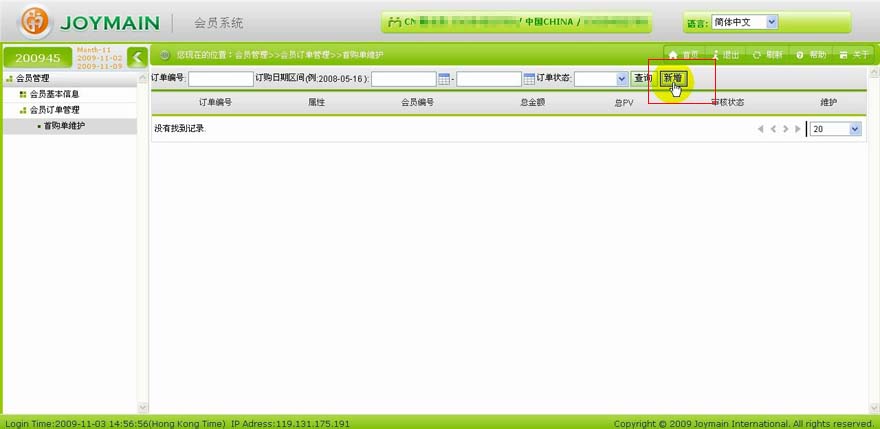 JOYMAIN 会员系统
CN / 中国CHINA /
语言: 简体中文
200945
Month-11
2009-11-02
2009-11-09
您现在的位置：会员管理>>会员订单管理>>首购单维护
首页 退出 刷新 帮助 关于
会员管理
会员基本信息
会员订单管理
首购单维护
订单编号: 订购日期区间(例:2008-05-16): - 订单状态: 查询 新增
订单编号 属性 会员编号 总金额 总PV 审核状态 维护
没有找到记录. 20
Login Time:2009-11-03 14:56:56(Hong Kong Time) IP Adress:119.131.175.191
Copyright © 2009 Joymain International. All rights reserved.